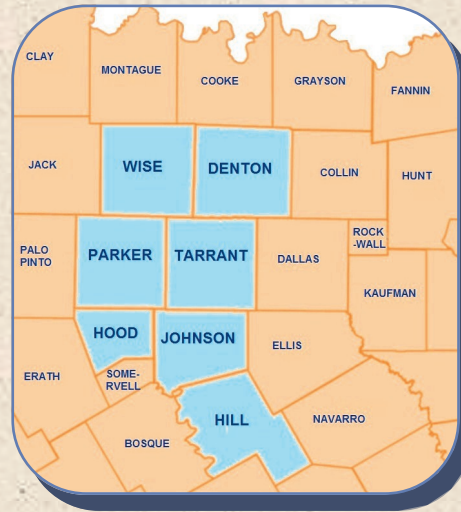 CLAY
MONTAGUE
COOKE
GRAYSON
FANNIN
JACK
WISE
DENTON
COLLIN
HUNT
PALO
PINTO
PARKER
TARRANT
DALLAS
ROCK
-WALL
KAUFMAN
HOOD
JOHNSON
ELLIS
ERATH
SOME-
RVELL
HILL
NAVARRO
BOSQUE